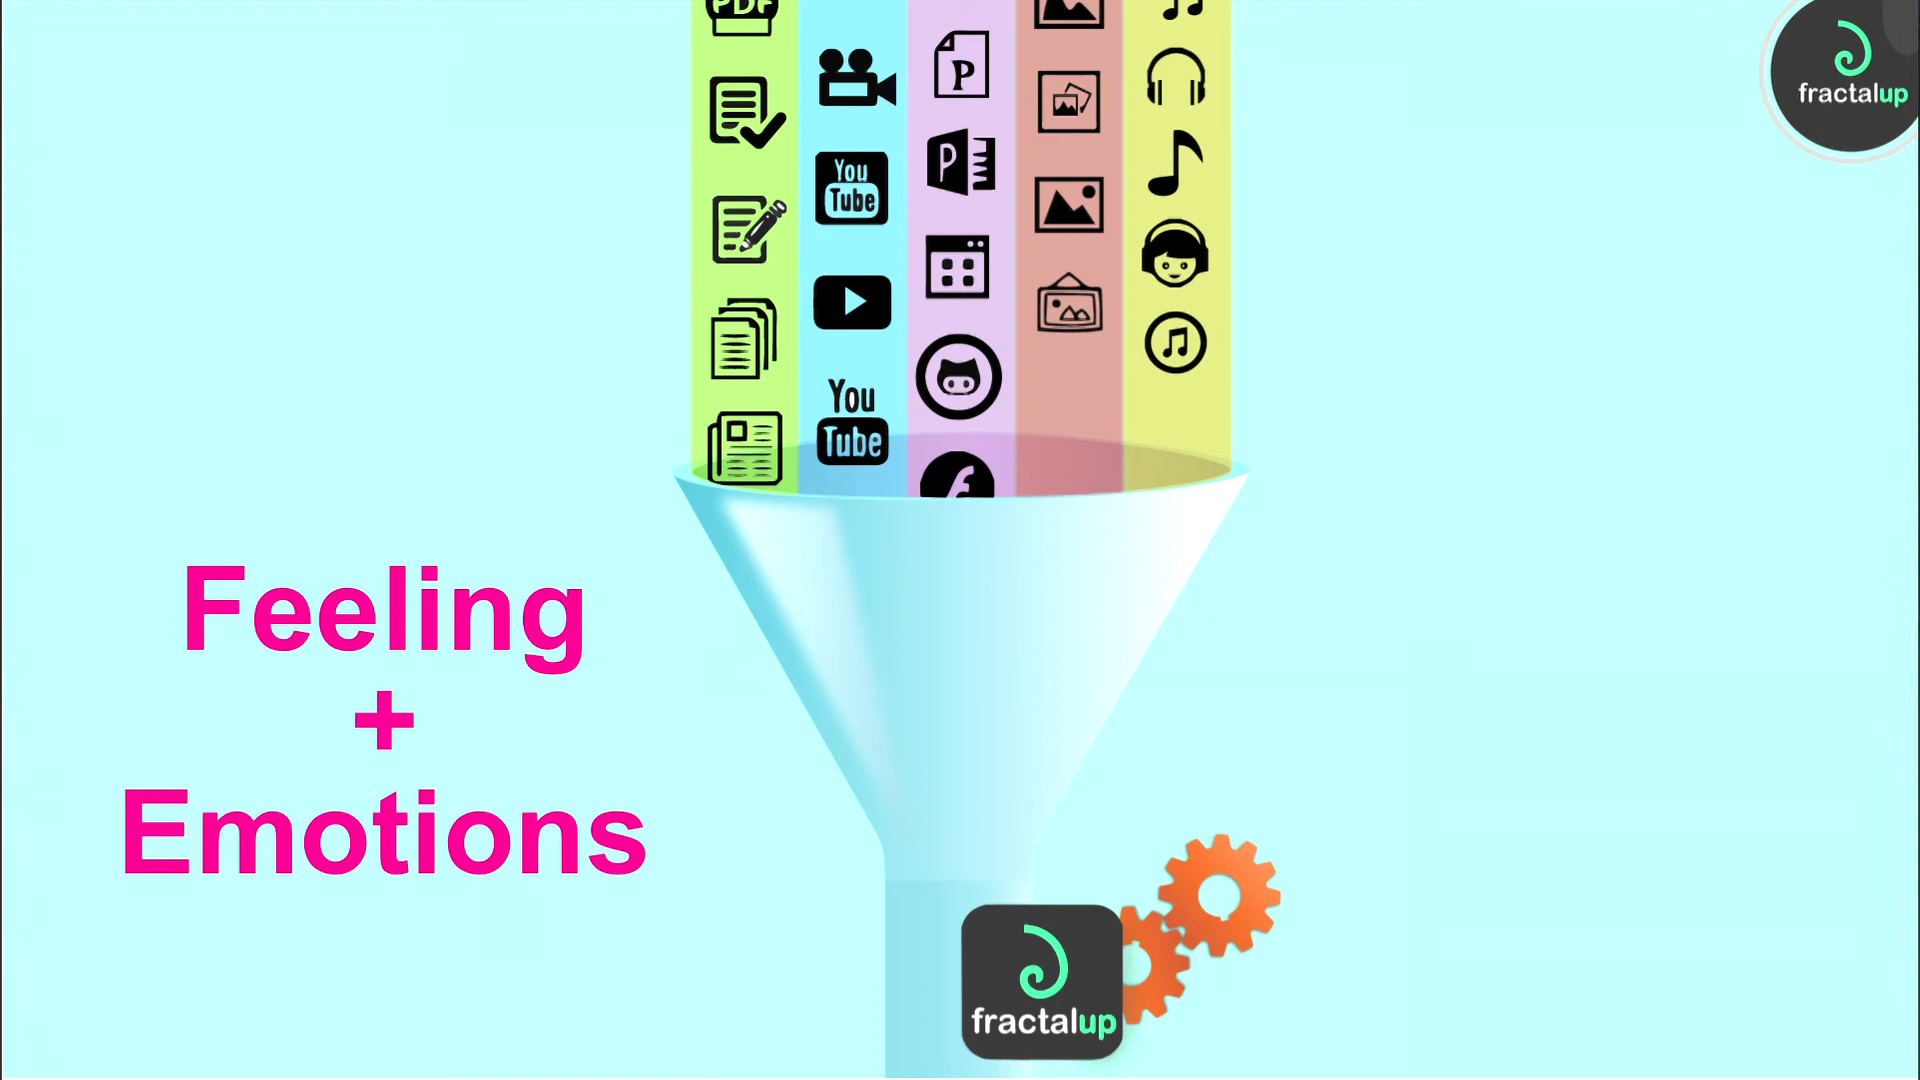 PDF
fractalup
P
P
You
Tube
You
Tube
f
Feeling
+
Emotions
fractalup